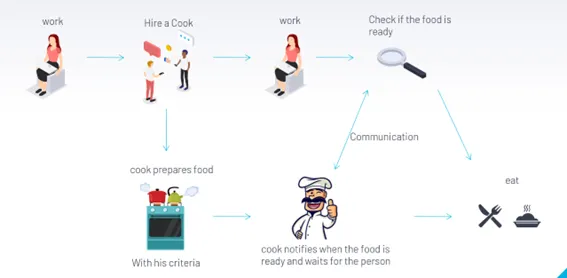 work
Hire a Cook
work
Check if the food is
ready
Communication
cook prepares food
eat
With his criteria
cook notifies when the food is
ready and waits for the person